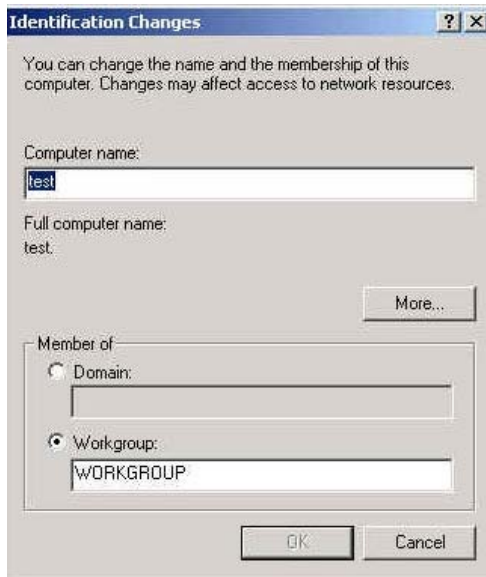 Identification Changes
You can change the name and the membership of this
computer. Changes may affect access to network resources.
Computer name:
test
Full computer name:
test.
More...
Member of
Domain:
Workgroup:
WORKGROUP
OK
Cancel